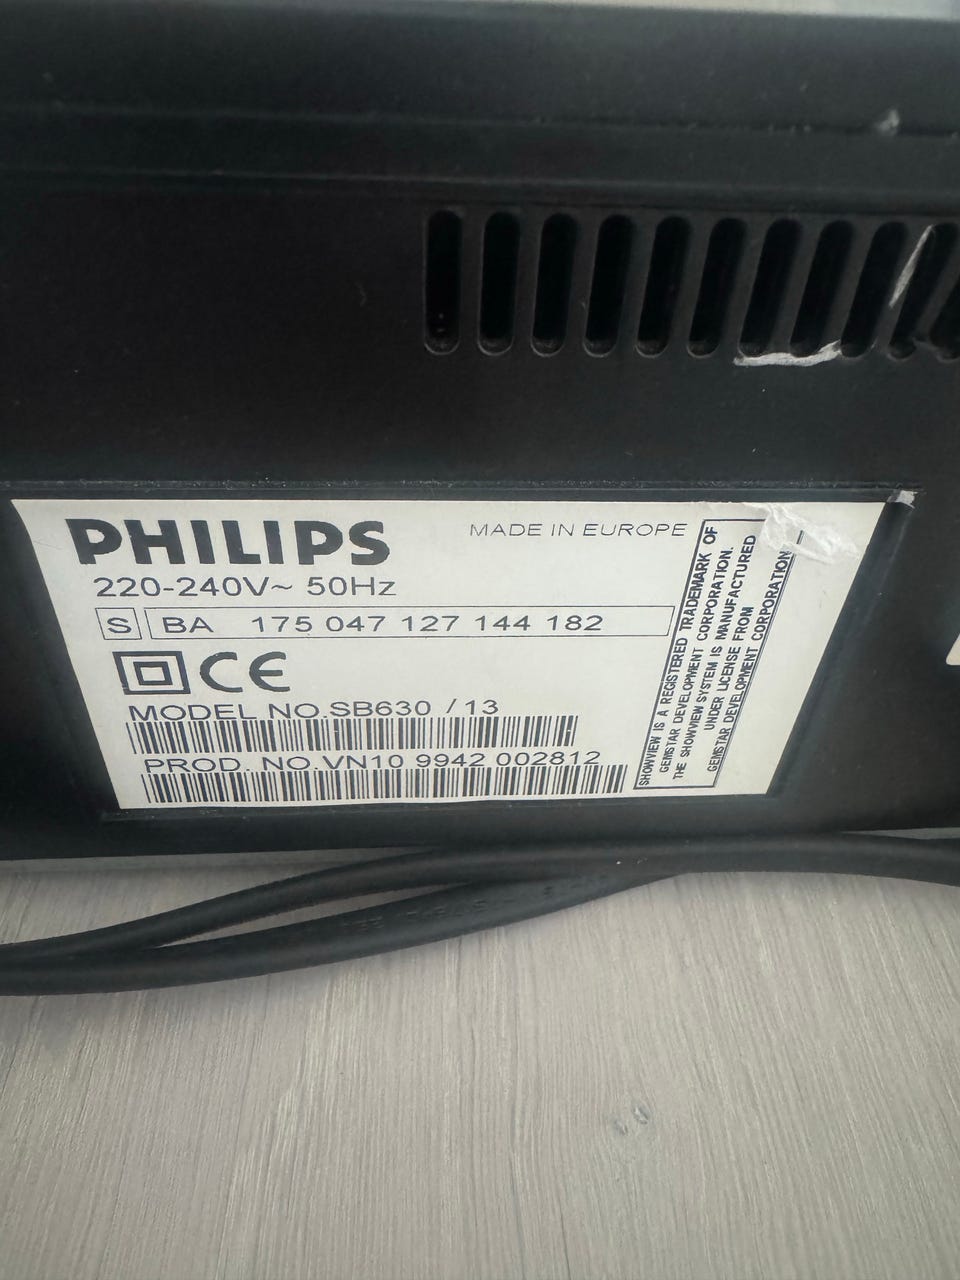 PHILIPS
MADE IN EUROPE
220-240V~ 50Hz
S BA 175 047 127 144 182
CE
MODEL NO.SB630 /13
PROD. NO.VN10 9942 002812
SHOWVIEW IS A REGISTERED TRADEMARK OF
GEMSTAR DEVELOPMENT CORPORATION.
THE SHOWVIEW SYSTEM IS MANUFACTURED
UNDER LICENSE FROM
GEMSTAR DEVELOPMENT CORPORATION